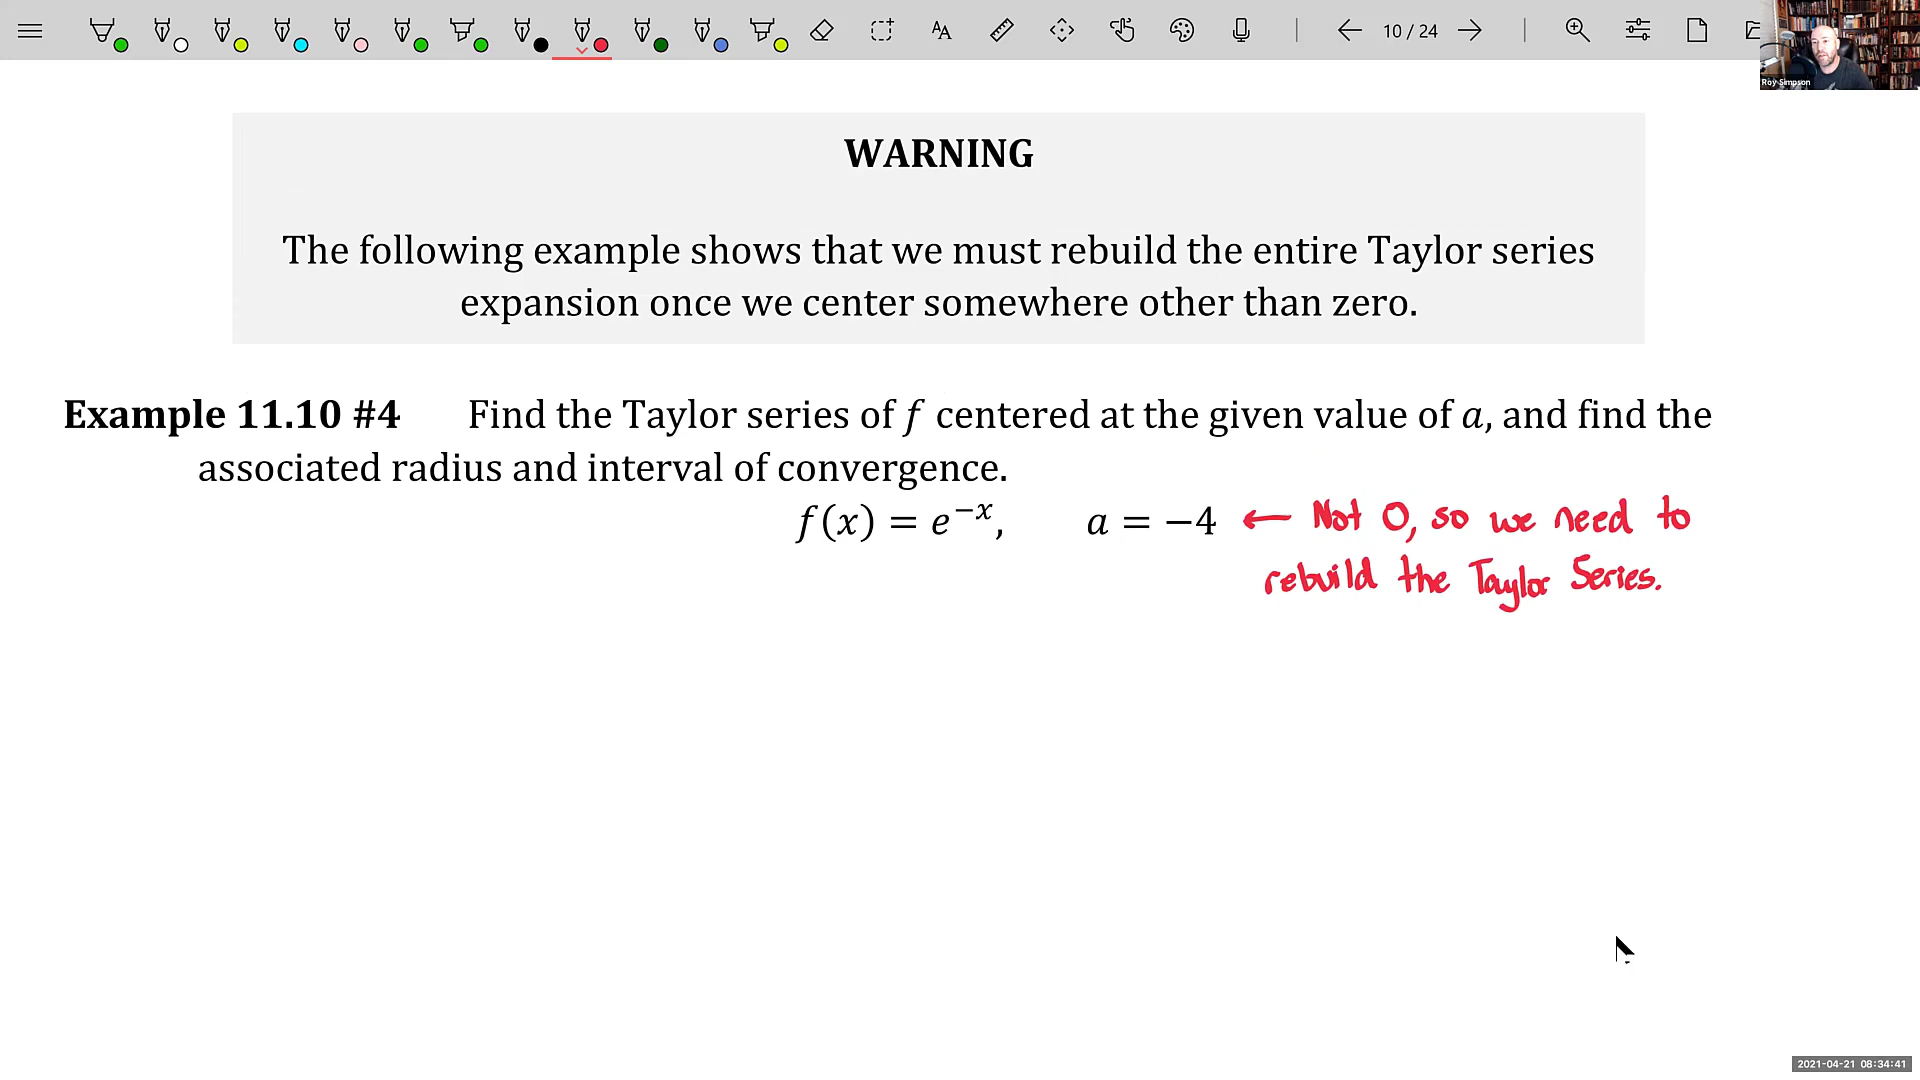 10 / 24
Roy Simpson
WARNING
The following example shows that we must rebuild the entire Taylor series
expansion once we center somewhere other than zero.
Example 11.10 #4 Find the Taylor series of f centered at the given value of a, and find the
associated radius and interval of convergence.
f(x) = e^{−x}, a = −4 ← Not 0, so we need to
rebuild the Taylor Series.
2021-04-21 08:34:41